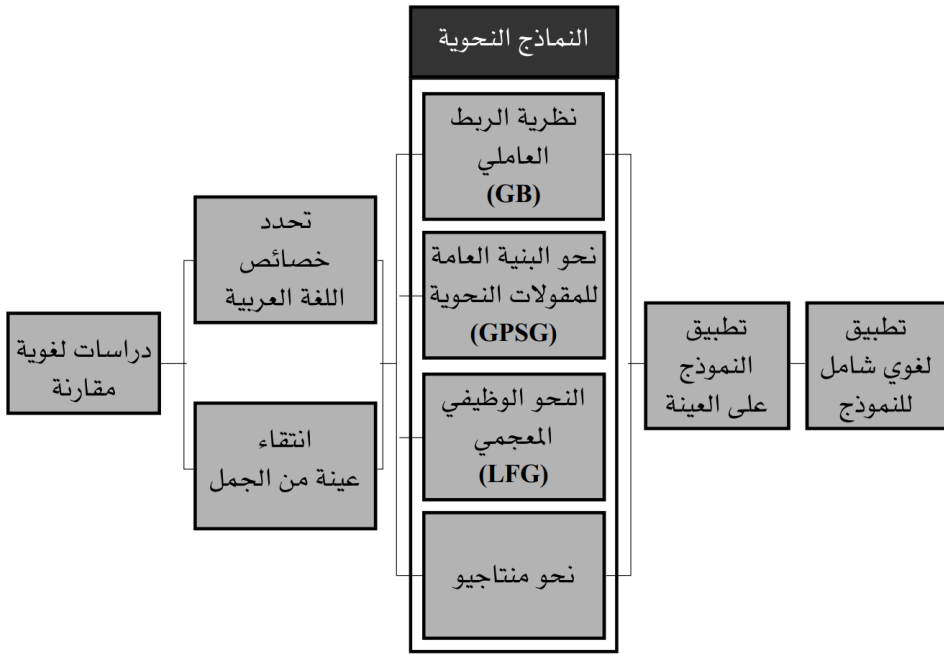 النماذج النحوية
نظرية الربط
العاملي
(GB)
نحو البنية العامة
للمقولات النحوية
(GPSG)
النحو الوظيفي
المعجمي
(LFG)
نحو منتاجيو
تحدد
خصائص
اللغة العربية
انتقاء
عينة من الجمل
دراسات لغوية
مقارنة
تطبيق
النموذج
على العينة
تطبيق
لغوي شامل
للنموذج